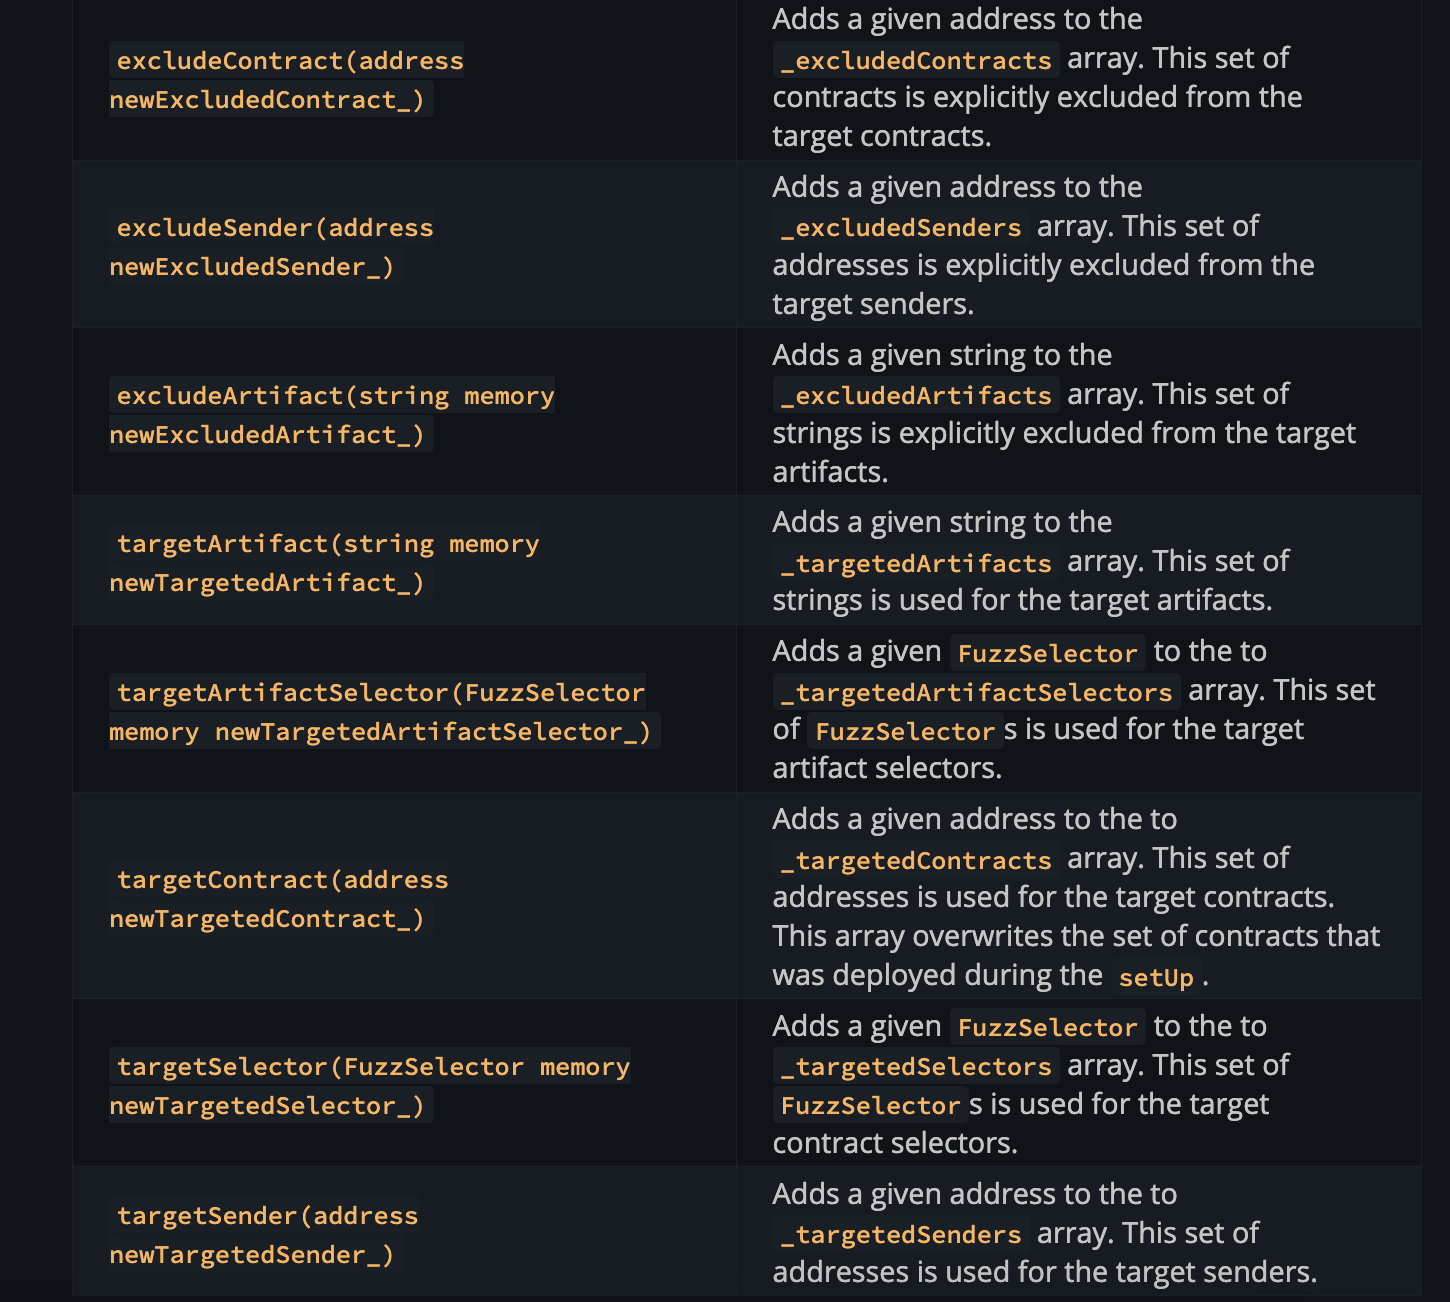 excludeContract(address
newExcludedContract_)
Adds a given address to the
_excludedContracts array. This set of
contracts is explicitly excluded from the
target contracts.
excludeSender(address
newExcludedSender_)
Adds a given address to the
_excludedSenders array. This set of
addresses is explicitly excluded from the
target senders.
excludeArtifact(string memory
newExcludedArtifact_)
Adds a given string to the
_excludedArtifacts array. This set of
strings is explicitly excluded from the target
artifacts.
targetArtifact(string memory
newTargetedArtifact_)
Adds a given string to the
_targetedArtifacts array. This set of
strings is used for the target artifacts.
targetArtifactSelector(FuzzSelector
memory newTargetedArtifactSelector_)
Adds a given FuzzSelector to the to
_targetedArtifactSelectors array. This set
of FuzzSelector s is used for the target
artifact selectors.
targetContract(address
newTargetedContract_)
Adds a given address to the to
_targetedContracts array. This set of
addresses is used for the target contracts.
This array overwrites the set of contracts that
was deployed during the setUp .
targetSelector(FuzzSelector memory
newTargetedSelector_)
Adds a given FuzzSelector to the to
_targetedSelectors array. This set of
FuzzSelector s is used for the target
contract selectors.
targetSender(address
newTargetedSender_)
Adds a given address to the to
_targetedSenders array. This set of
addresses is used for the target senders.